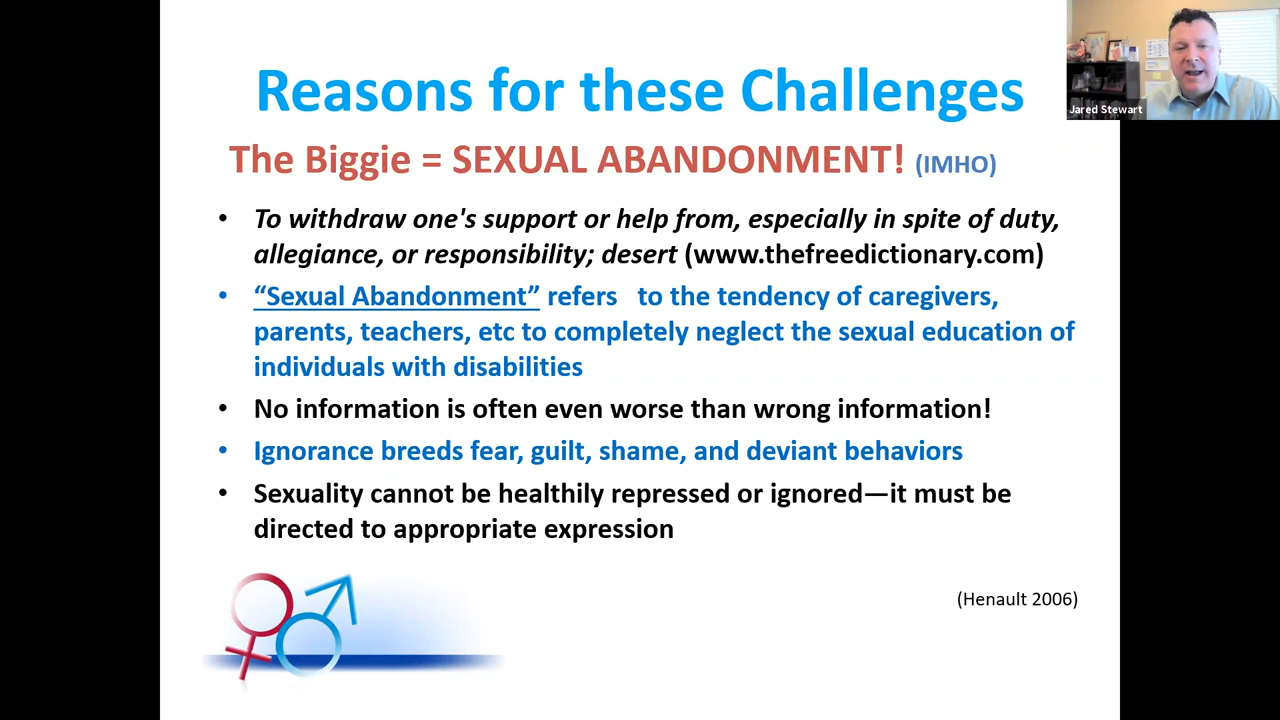 Reasons for these Challenges
Jared Stewart
The Biggie = SEXUAL ABANDONMENT! (IMHO)
• To withdraw one's support or help from, especially in spite of duty,
allegiance, or responsibility; desert (www.thefreedictionary.com)
• “Sexual Abandonment” refers to the tendency of caregivers,
parents, teachers, etc to completely neglect the sexual education of
individuals with disabilities
• No information is often even worse than wrong information!
• Ignorance breeds fear, guilt, shame, and deviant behaviors
• Sexuality cannot be healthily repressed or ignored—it must be
directed to appropriate expression
(Henault 2006)